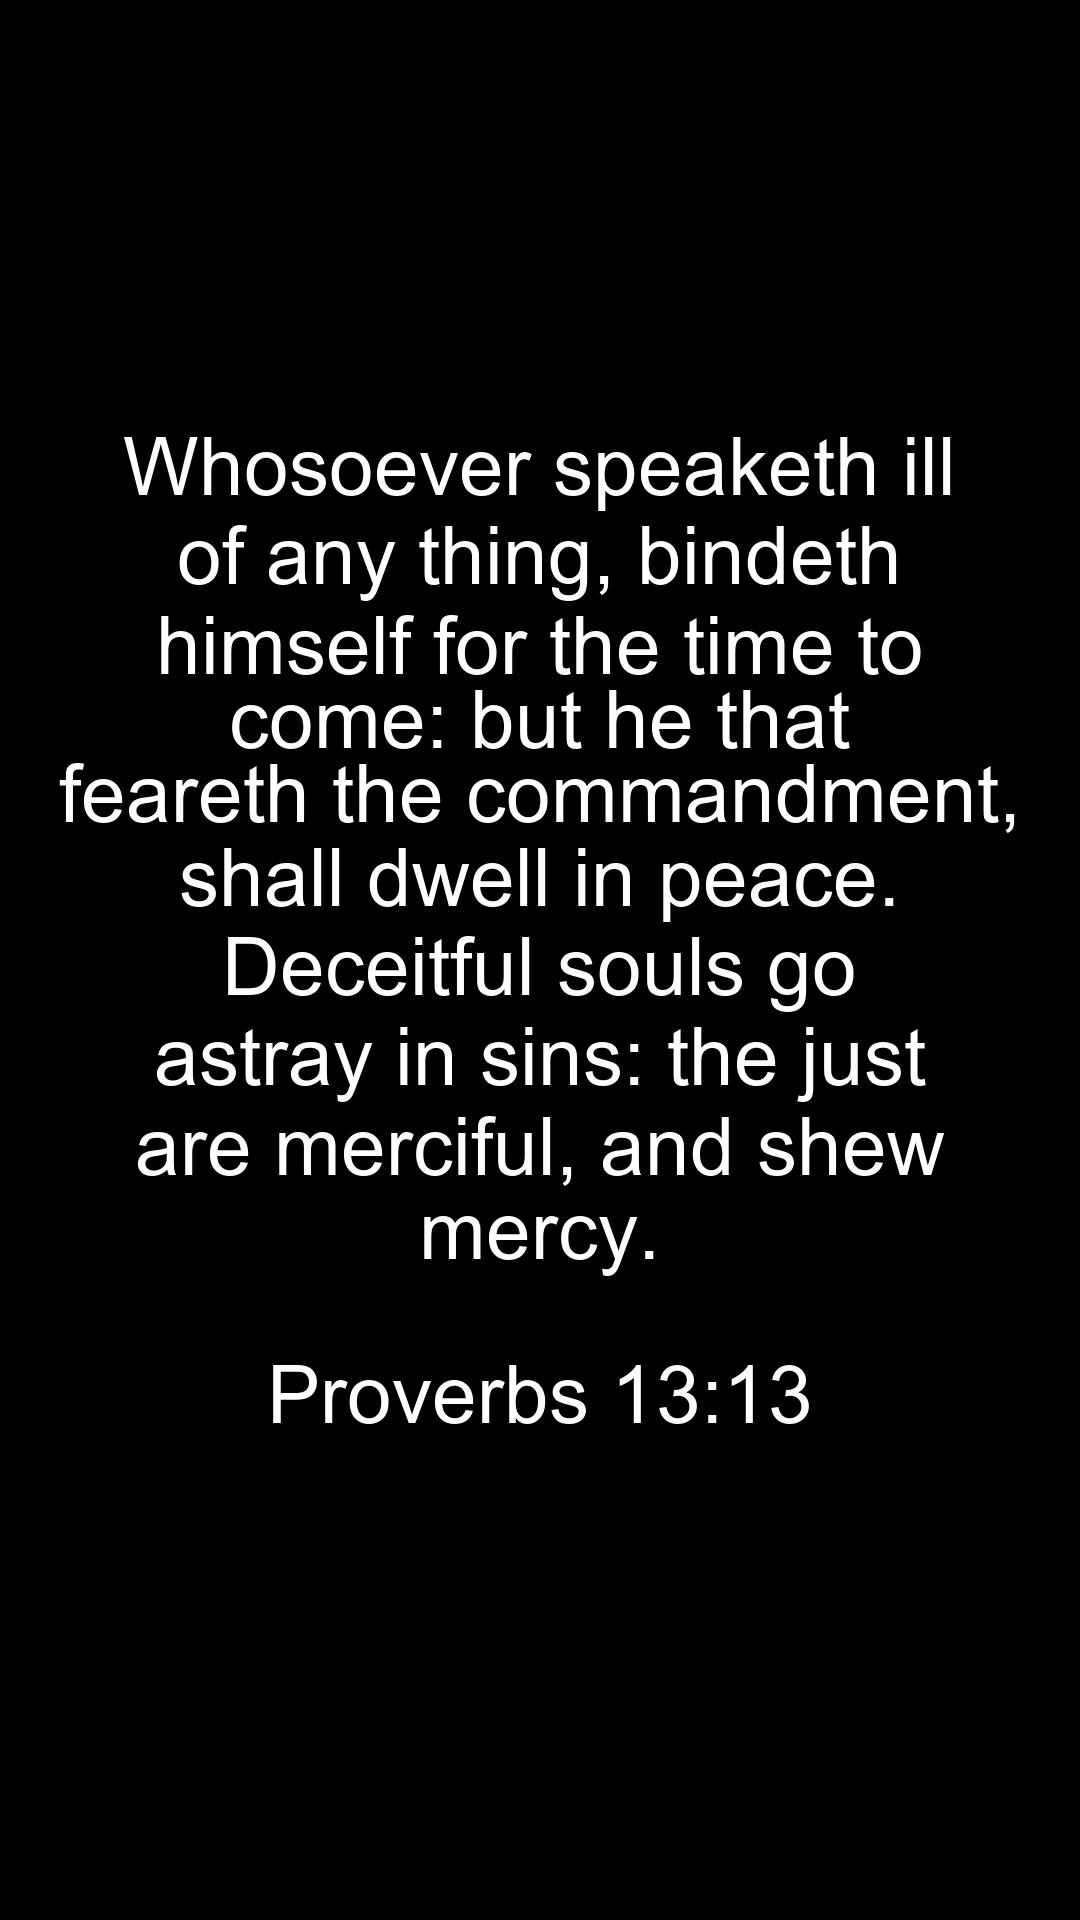 Whosoever speaketh ill
of any thing, bindeth
himself for the time to
come: but he that
feareth the commandment,
shall dwell in peace.
Deceitful souls go
astray in sins: the just
are merciful, and shew
mercy.
Proverbs 13:13